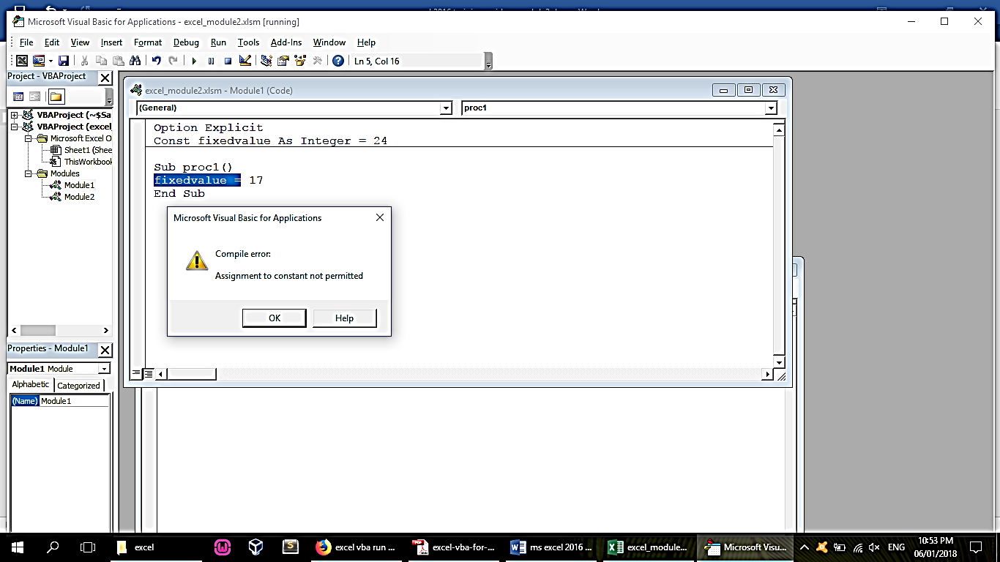 Microsoft Visual Basic for Applications - excel_module2.xlsm [running]
File Edit View Insert Format Debug Run Tools Add-Ins Window Help
Ln 5, Col 16
Project - VBAProject
VBAProject (~$Sa
VBAProject (excel_
Microsoft Excel O
Sheet1 (Shee
ThisWorkbook
Modules
Module1
Module2
excel_module2.xlsm - Module1 (Code)
(General) proc1
Option Explicit
Const fixedvalue As Integer = 24
Sub proc1()
fixedvalue = 17
End Sub
Microsoft Visual Basic for Applications
Compile error:
Assignment to constant not permitted
OK Help
Properties - Module1
Module1 Module
Alphabetic Categorized
(Name) Module1
excel
excel vba run ...
excel-vba-for-...
ms excel 2016 ...
excel_module...
Microsoft Visu...
ENG
10:53 PM
06/01/2018